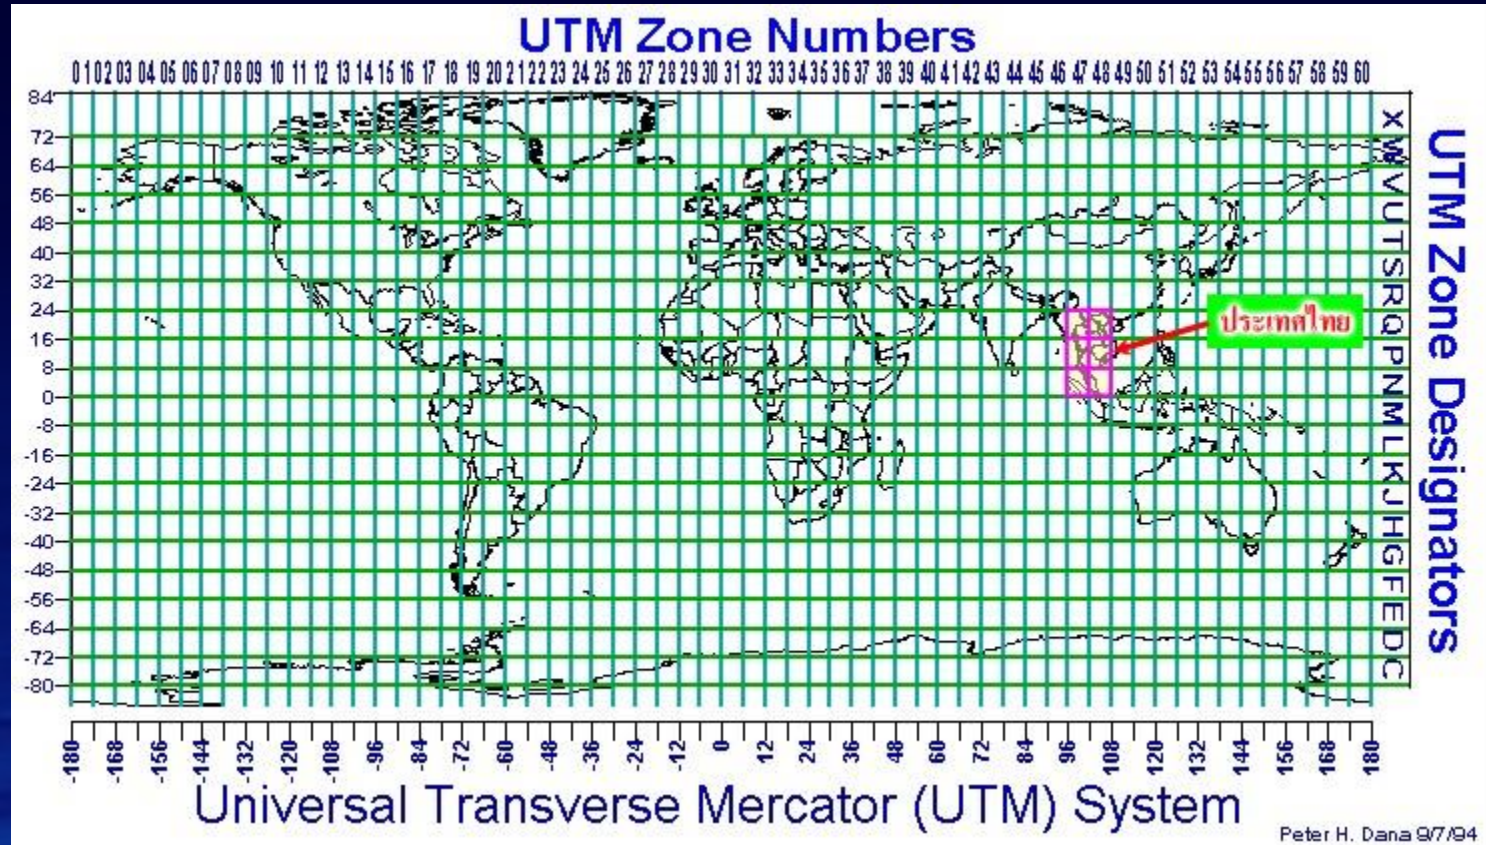 UTM Zone Numbers
01 02 03 04 05 06 07 08 09 10 11 12 13 14 15 16 17 18 19 20 21 22 23 24 25 26 27 28 29 30 31 32 33 34 35 36 37 38 39 40 41 42 43 44 45 46 47 48 49 50 51 52 53 54 55 56 57 58 59 60
84
72
64
56
48
40
32
24
16
8
0
-8
-16
-24
-32
-40
-48
-56
-64
-72
-80
ประเทศไทย
X
W
V
U
T
S
R
Q
P
N
M
L
K
J
H
G
F
E
D
C
UTM Zone Designators
-180 -168 -156 -144 -132 -120 -108 -96 -84 -72 -60 -48 -36 -24 -12 0 12 24 36 48 60 72 84 96 108 120 132 144 156 168 180
Universal Transverse Mercator (UTM) System
Peter H. Dana 9/7/94